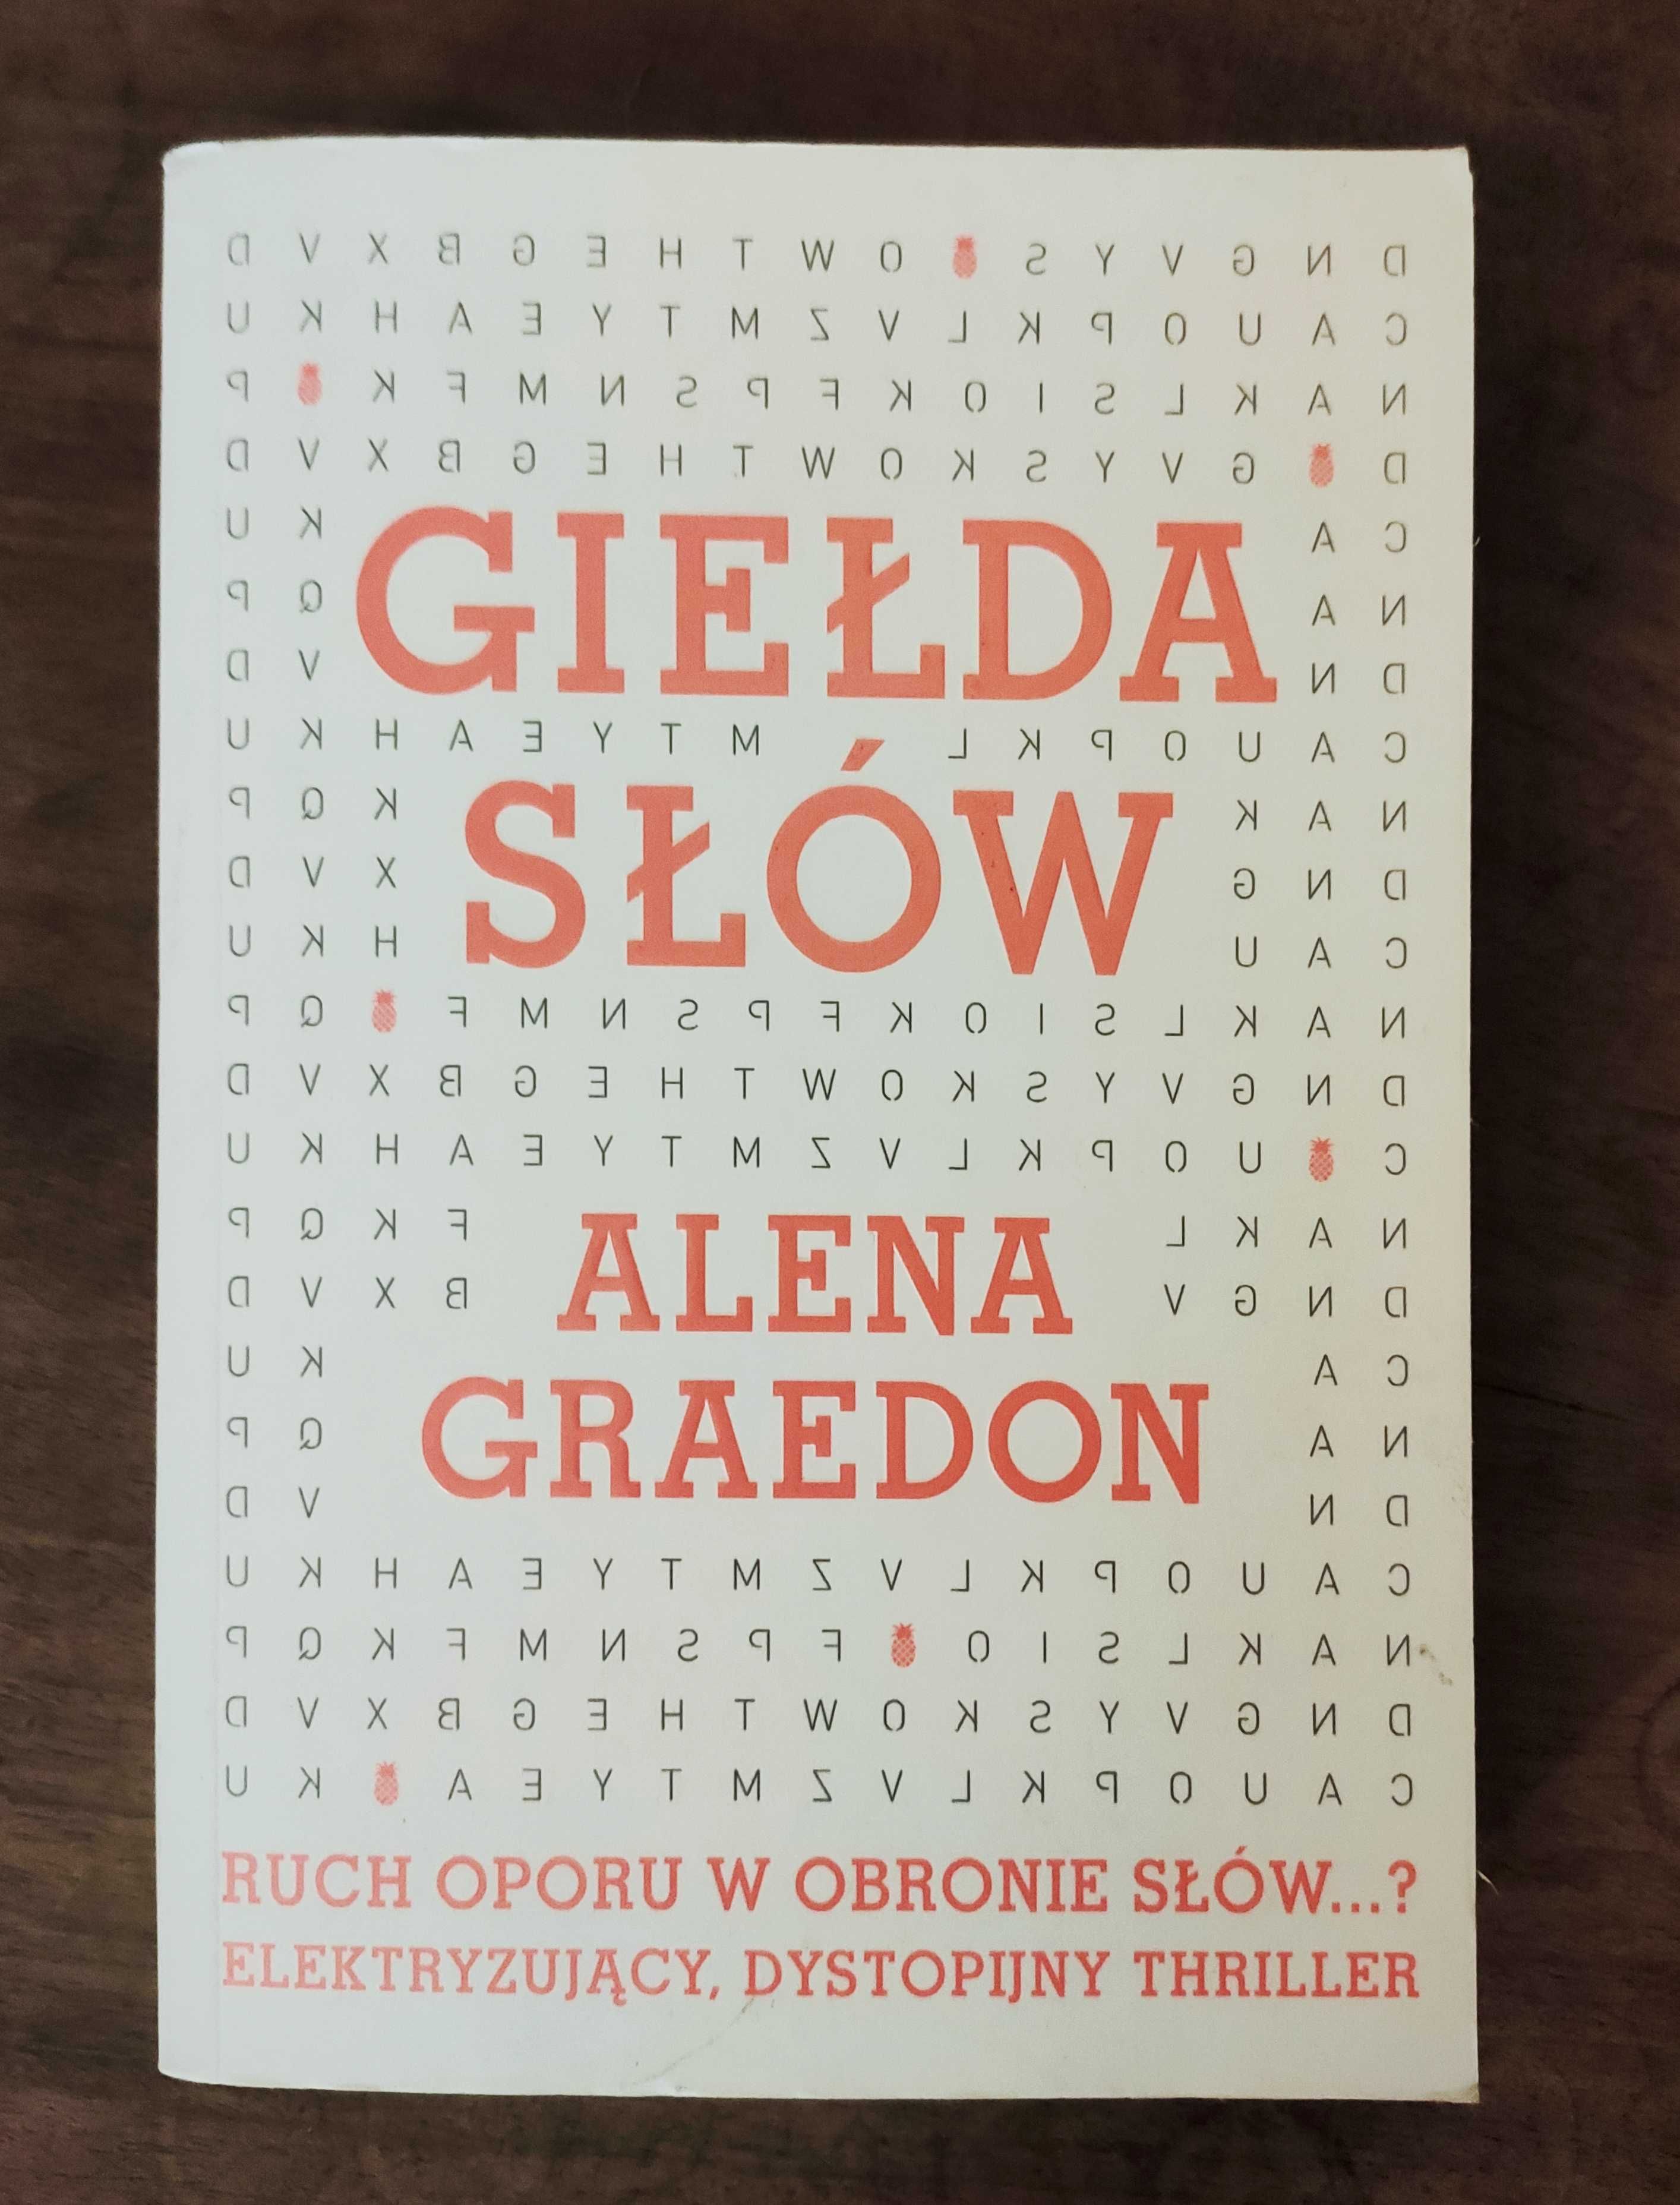 D V X B G E H T W O S Y V G N D
U K H A E Y T M Z V L K P O U A C
P K F M N S P F K O I S L K A N
D V X B G E H T W O K S Y V G D
U K A C
P Q GIEŁDA A N
D V N D
U K H A E Y T M L K P O U A C
P Q K K A N
D V X SŁÓW G N D
U K H U A C
P Q F M N S P F K O I S L K A N
D V X B G E H T W O K S Y V G N D
U K H A E Y T M Z V L K P O U C
P Q K F ALENA L K A N
D V X B V G N D
U K A C
P Q GRAEDON A N
D V N D
U K H A E Y T M Z V L K P O U A C
P Q K F M N S P F O I S L K A N
D V X B G E H T W O K S Y V G N D
U K A E Y T M Z V L K P O U A C
RUCH OPORU W OBRONIE SŁÓW...?
ELEKTRYZUJĄCY, DYSTOPIJNY THRILLER